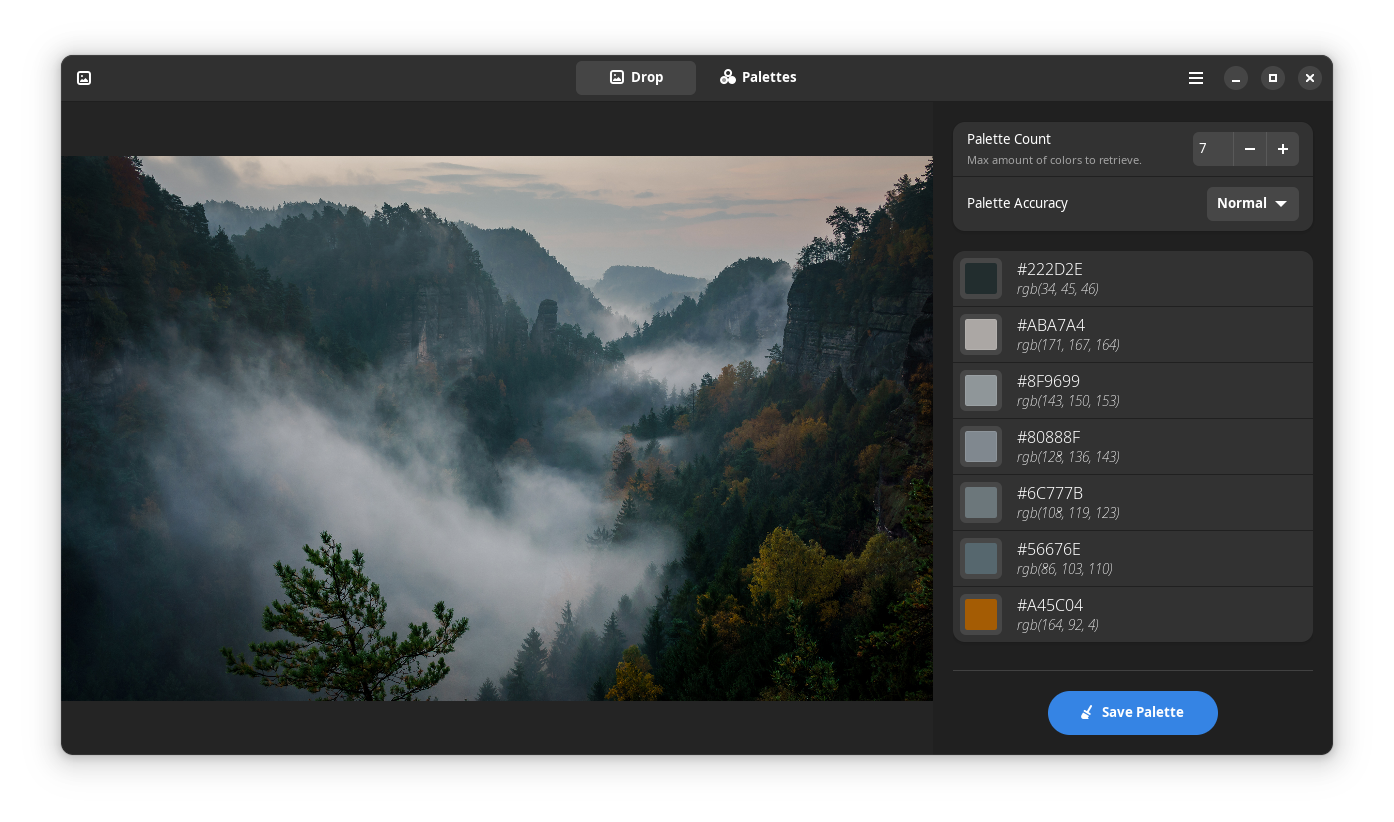 Drop
Palettes
Palette Count
Max amount of colors to retrieve.
7
Palette Accuracy
Normal
#222D2E
rgb(34, 45, 46)
#ABA7A4
rgb(171, 167, 164)
#8F9699
rgb(143, 150, 153)
#80888F
rgb(128, 136, 143)
#6C777B
rgb(108, 119, 123)
#56676E
rgb(86, 103, 110)
#A45C04
rgb(164, 92, 4)
Save Palette